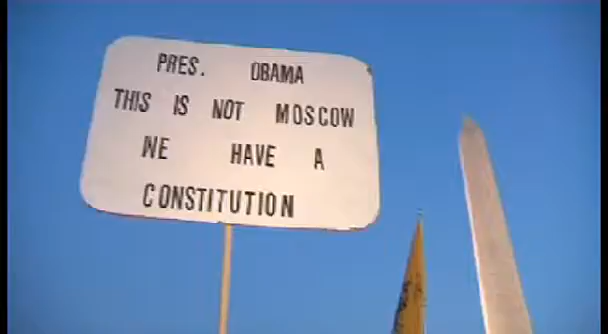 PRES. OBAMA
THIS IS NOT MOSCOW
WE HAVE A
CONSTITUTION